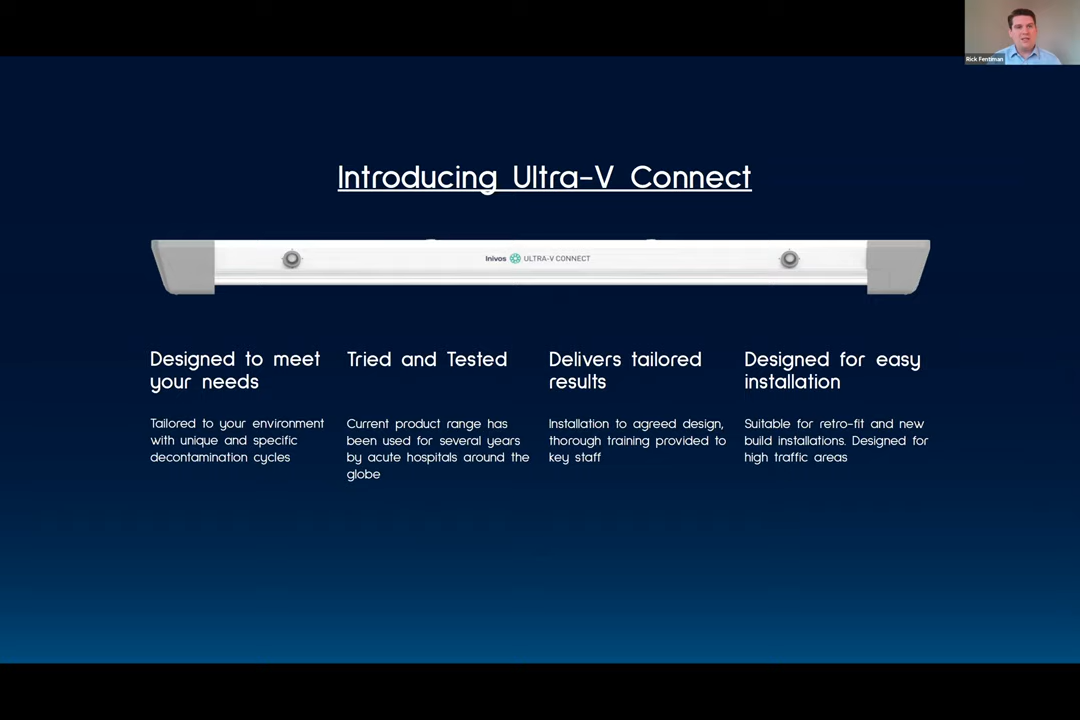 Rick Fentiman
Introducing Ultra-V Connect
Inivos ULTRA-V CONNECT
Designed to meet
your needs
Tailored to your environment
with unique and specific
decontamination cycles
Tried and Tested
Current product range has
been used for several years
by acute hospitals around the
globe
Delivers tailored
results
Installation to agreed design,
thorough training provided to
key staff
Designed for easy
installation
Suitable for retro-fit and new
build installations. Designed for
high traffic areas